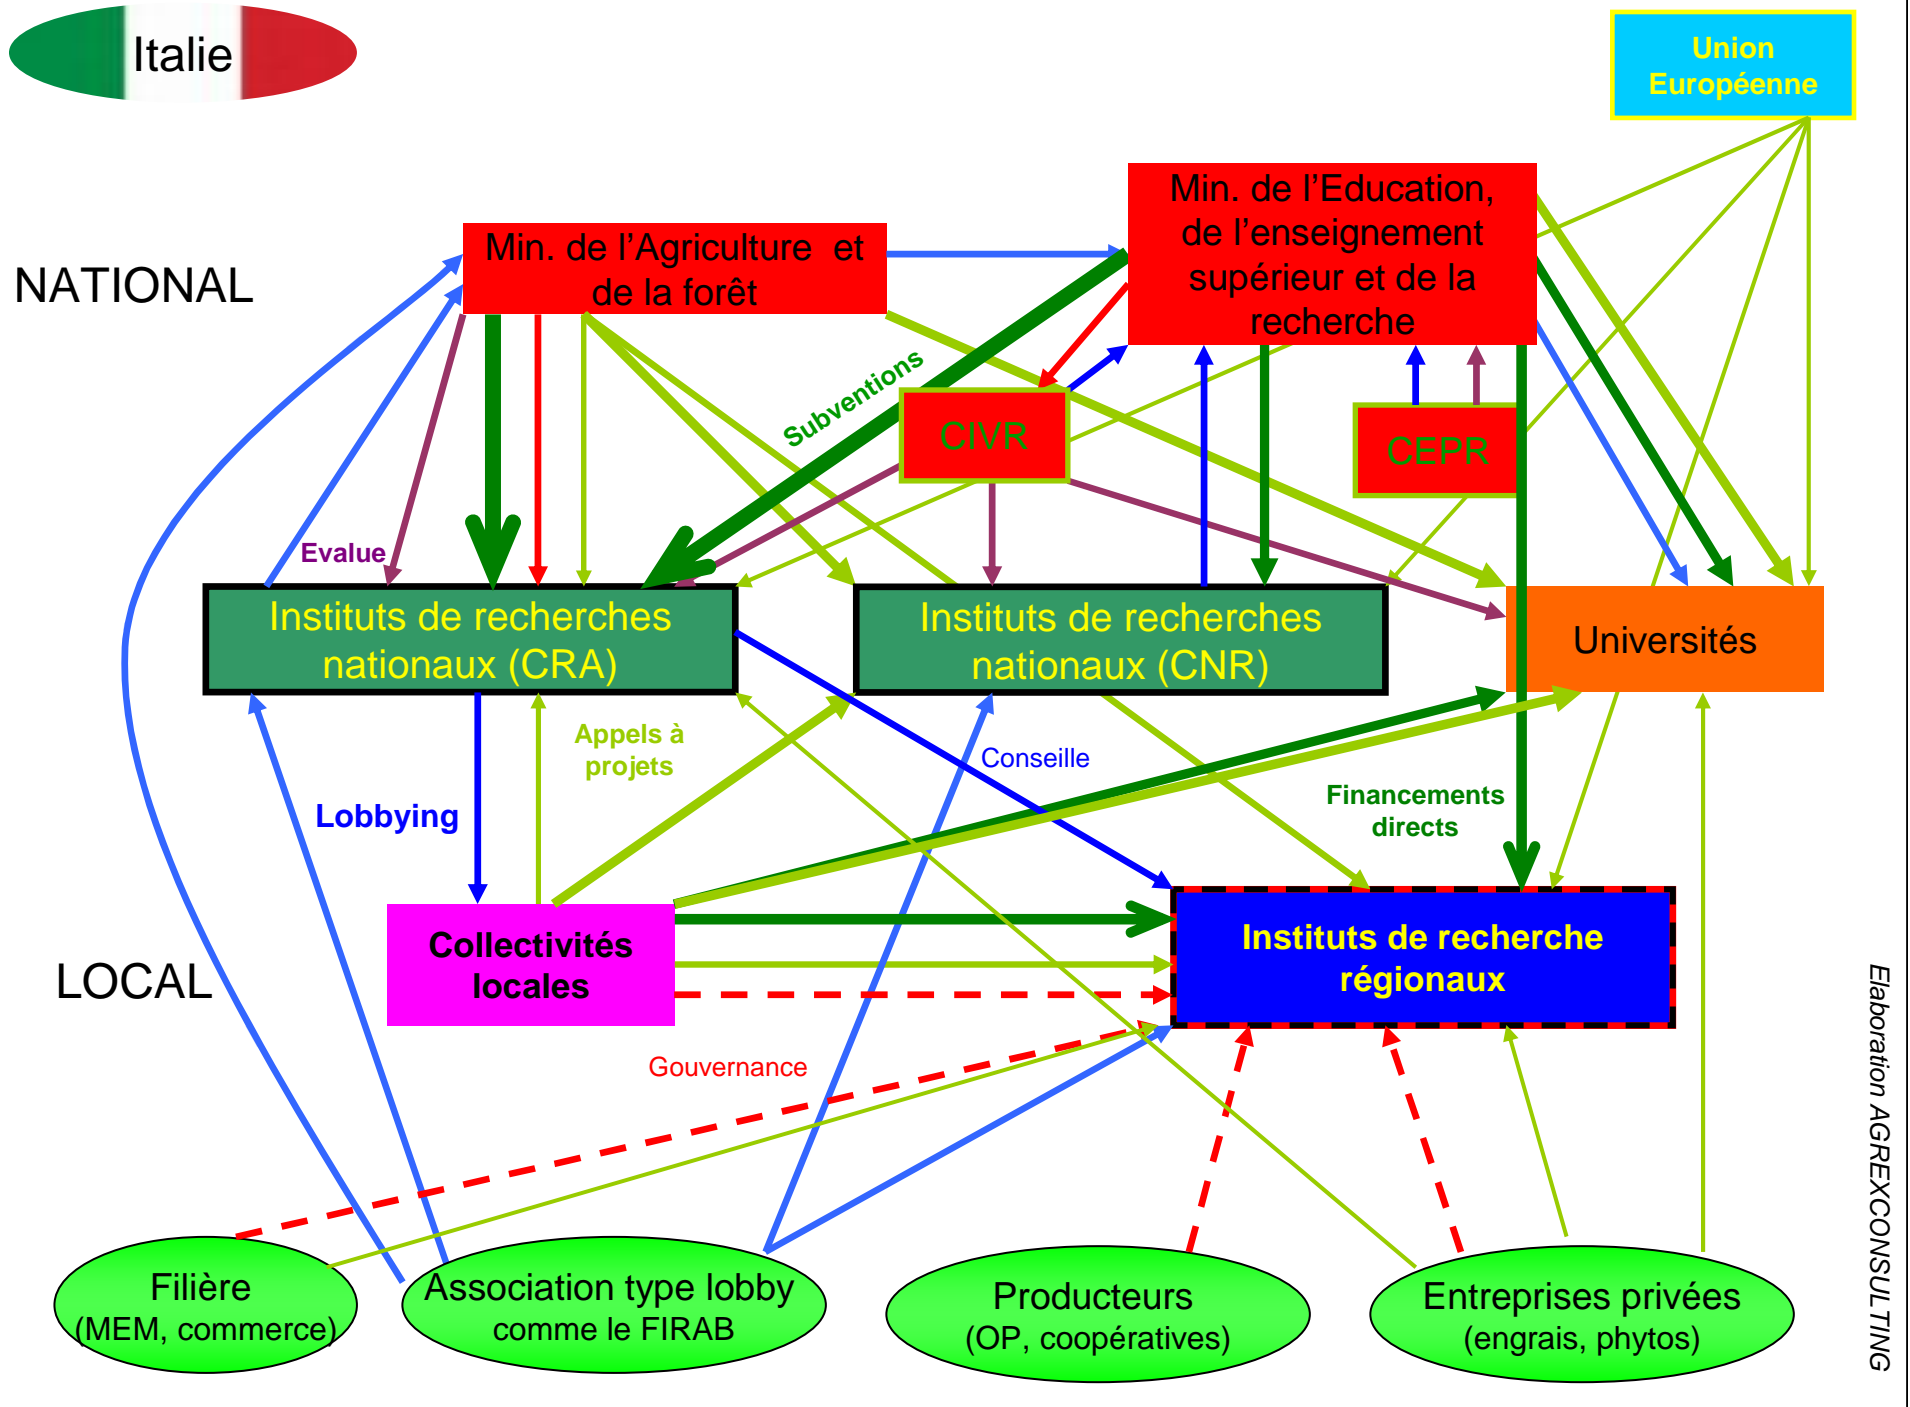 Italie
Union
Européenne
NATIONAL
Min. de l’Agriculture et
de la forêt
Min. de l’Education,
de l’enseignement
supérieur et de la
recherche
Subventions
CIVR
CEPR
Evalue
Instituts de recherches
nationaux (CRA)
Instituts de recherches
nationaux (CNR)
Universités
Appels à
projets
Conseille
Lobbying
Financements
directs
LOCAL
Collectivités
locales
Instituts de recherche
régionaux
Gouvernance
Filière
(MEM, commerce)
Association type lobby
comme le FIRAB
Producteurs
(OP, coopératives)
Entreprises privées
(engrais, phytos)
Elaboration AGREXCONSULTING